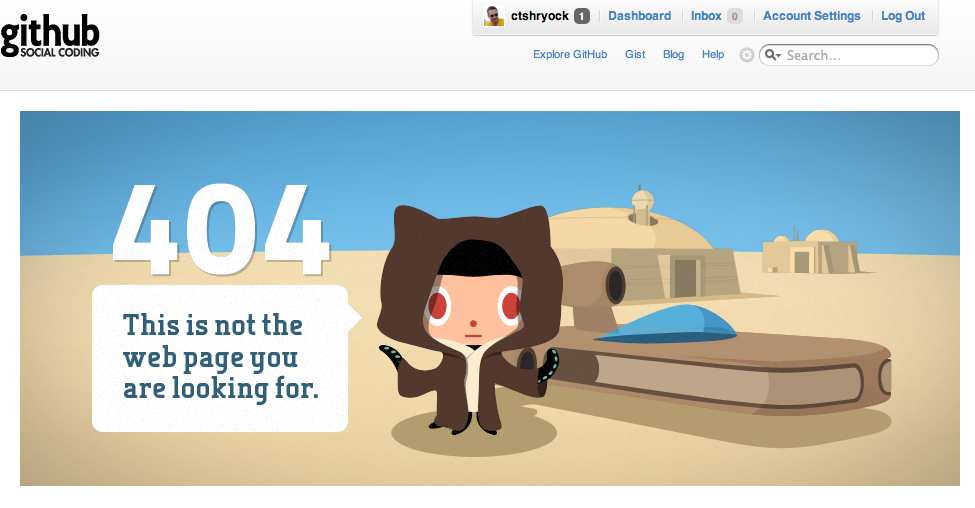 github
SOCIAL CODING
ctshryock 1 Dashboard Inbox 0 Account Settings Log Out
Explore GitHub Gist Blog Help Search...
404
This is not the
web page you
are looking for.